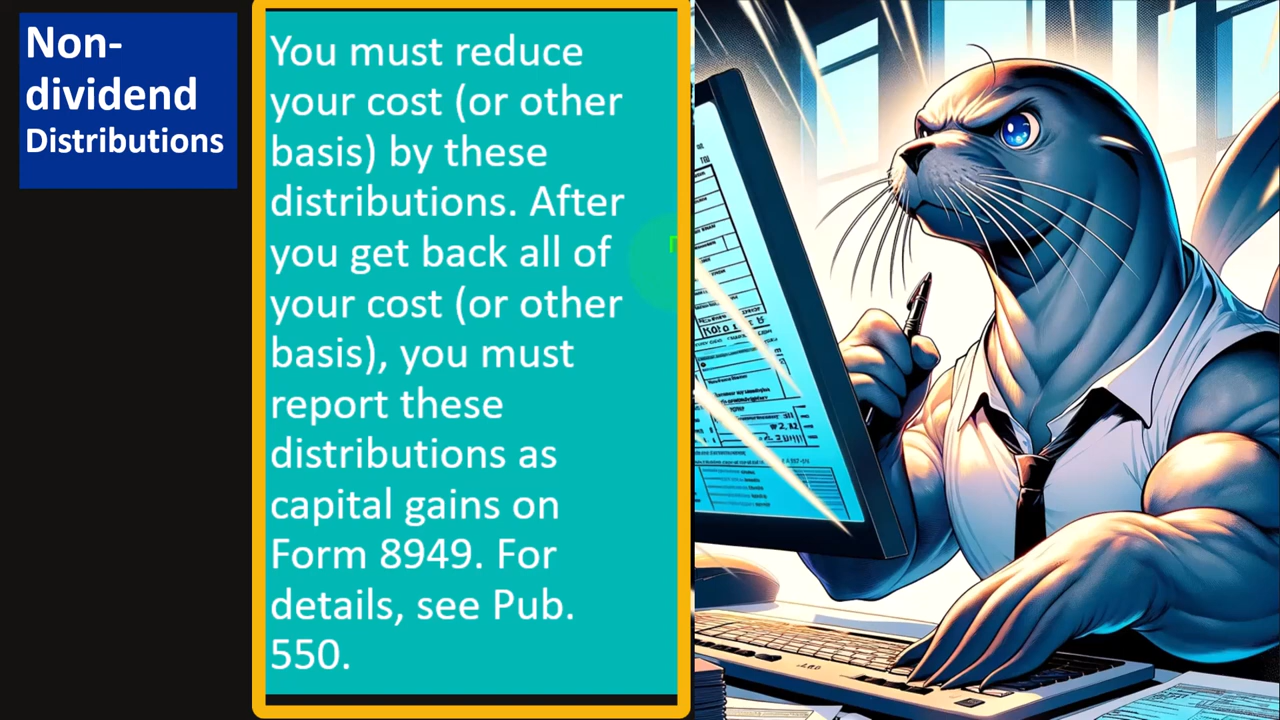 Non-
dividend
Distributions
You must reduce
your cost (or other
basis) by these
distributions. After
you get back all of
your cost (or other
basis), you must
report these
distributions as
capital gains on
Form 8949. For
details, see Pub.
550.